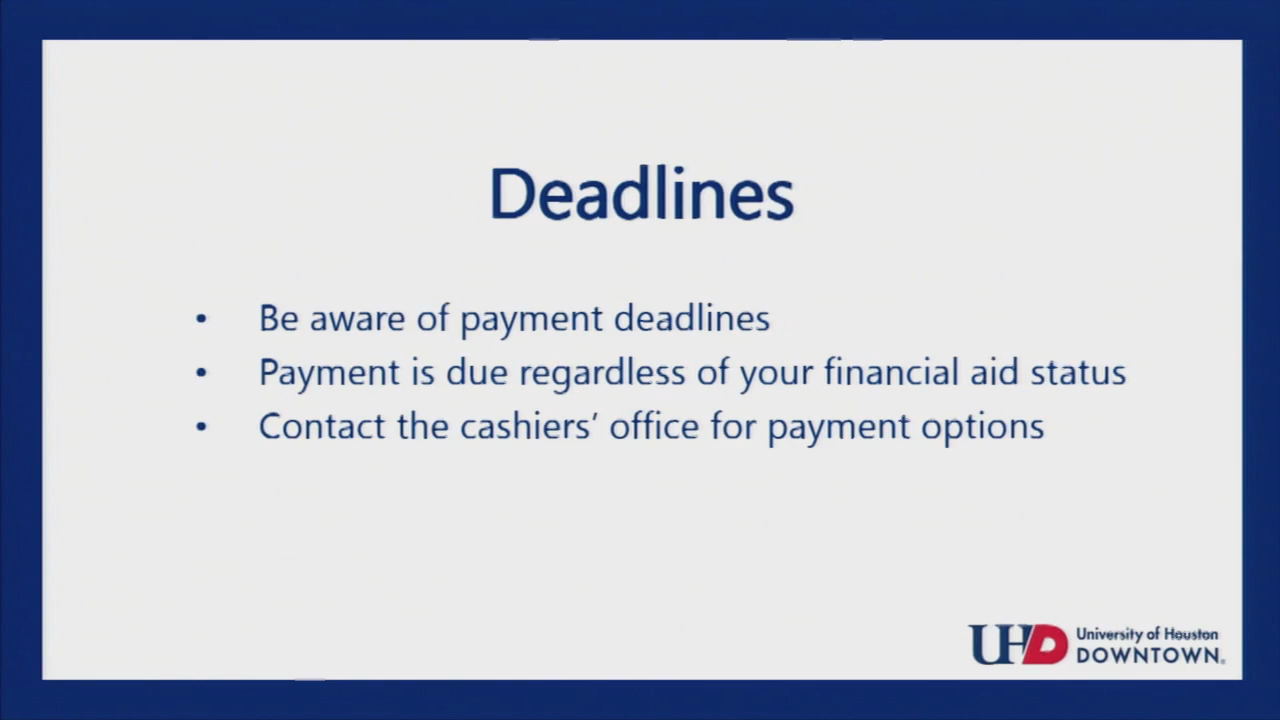 Deadlines
• Be aware of payment deadlines
• Payment is due regardless of your financial aid status
• Contact the cashiers’ office for payment options
UHD University of Houston
DOWNTOWN®